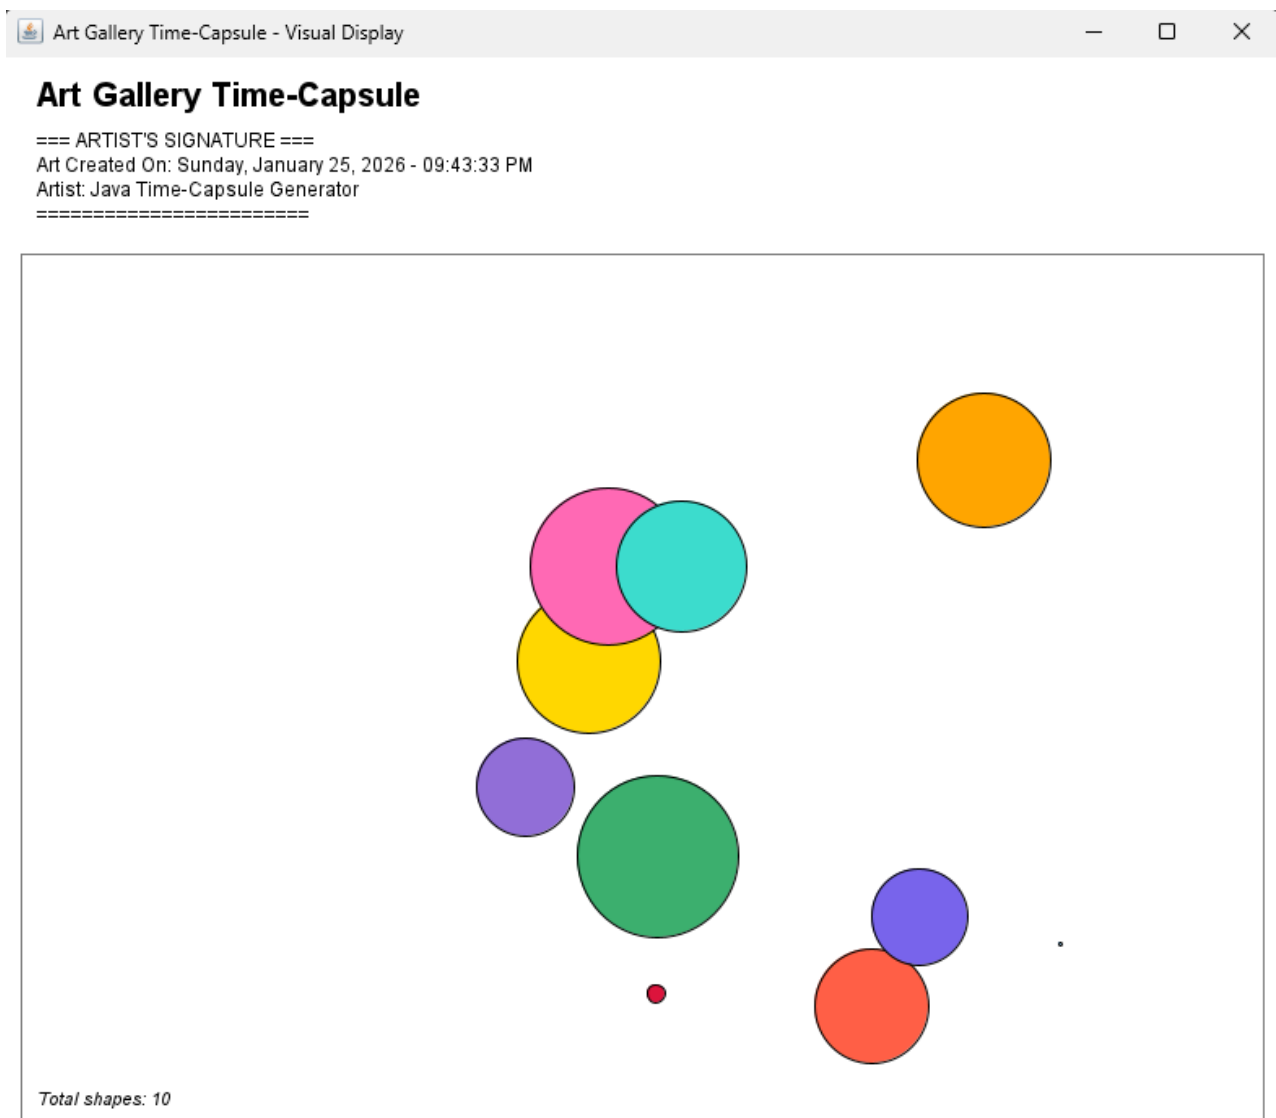 Art Gallery Time-Capsule - Visual Display
Art Gallery Time-Capsule
=== ARTIST'S SIGNATURE ===
Art Created On: Sunday, January 25, 2026 - 09:43:33 PM
Artist: Java Time-Capsule Generator
========================
Total shapes: 10